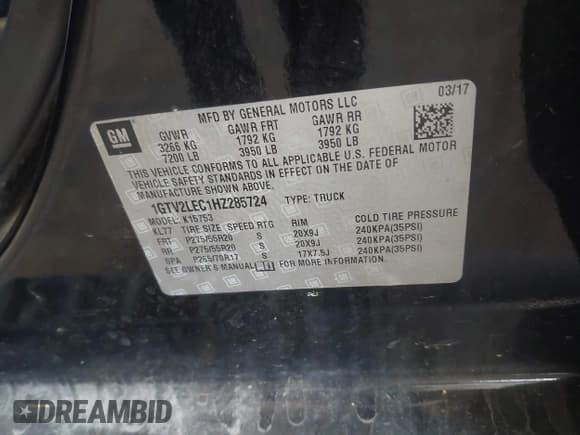 MFD BY GENERAL MOTORS LLC
03/17
GM
GVWR GAWR FRT GAWR RR
3266 KG 1792 KG 1792 KG
7200 LB 3950 LB 3950 LB
THIS VEHICLE CONFORMS TO ALL APPLICABLE U.S. FEDERAL MOTOR
VEHICLE SAFETY STANDARDS IN EFFECT ON THE DATE OF
MANUFACTURE SHOWN ABOVE.
1GTV2LEC1HZ285724 TYPE: TRUCK
MODEL: K15753
KL77 TIRE SIZE SPEED RTG RIM COLD TIRE PRESSURE
FRT P275/55R20 S 20X9J 240KPA(35PSI)
RR P275/55R20 S 20X9J 240KPA(35PSI)
SPA P265/70R17 S 17X7.5J 240KPA(35PSI)
SEE OWNER'S MANUAL i FOR MORE INFORMATION.
DREAMBID